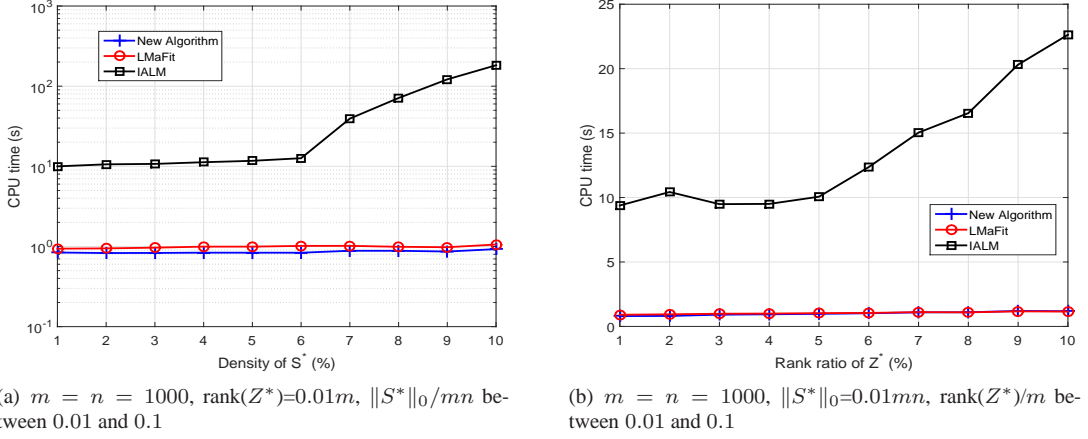 10^3
10^2
10^1
10^0
10^-1
CPU time (s)
New Algorithm
LMaFit
IALM
1 2 3 4 5 6 7 8 9 10
Density of S^* (%)
25
20
15
10
5
0
CPU time (s)
New Algorithm
LMaFit
IALM
1 2 3 4 5 6 7 8 9 10
Rank ratio of Z^* (%)
(a) m = n = 1000, rank(Z*)=0.01m, ‖S*‖₀/mn be-
tween 0.01 and 0.1
(b) m = n = 1000, ‖S*‖₀=0.01mn, rank(Z*)/m be-
tween 0.01 and 0.1